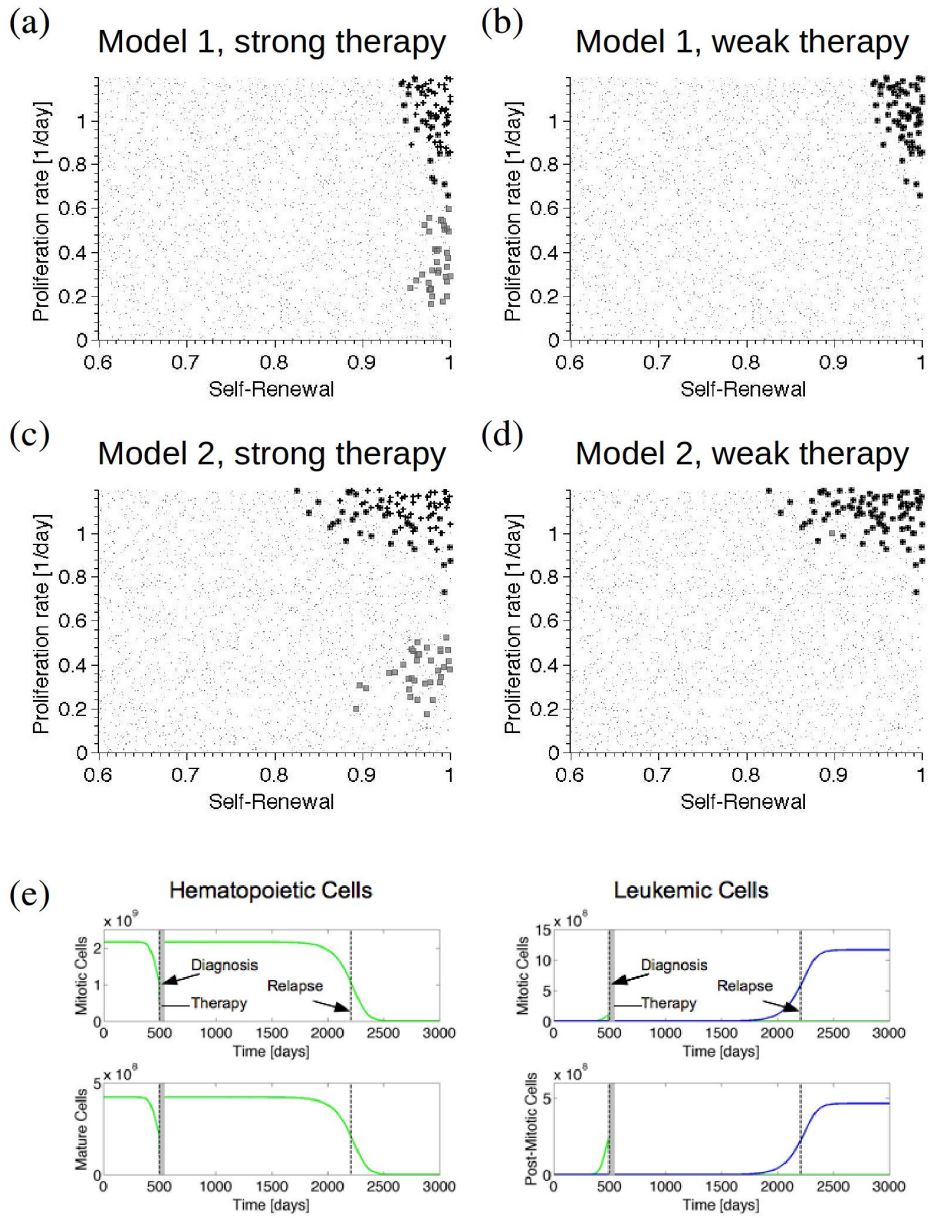 (a)
Model 1, strong therapy
Proliferation rate [1/day]
1
0.8
0.6
0.4
0.2
0
0.6 0.7 0.8 0.9 1
Self-Renewal
(b)
Model 1, weak therapy
Proliferation rate [1/day]
1
0.8
0.6
0.4
0.2
0
0.6 0.7 0.8 0.9 1
Self-Renewal
(c)
Model 2, strong therapy
Proliferation rate [1/day]
1
0.8
0.6
0.4
0.2
0
0.6 0.7 0.8 0.9 1
Self-Renewal
(d)
Model 2, weak therapy
Proliferation rate [1/day]
1
0.8
0.6
0.4
0.2
0
0.6 0.7 0.8 0.9 1
Self-Renewal
(e)
Hematopoietic Cells
x 10^9
Mitotic Cells
2
1
0
Diagnosis
Therapy
Relapse
0 500 1000 1500 2000 2500 3000
Time [days]
x 10^8
Mature Cells
5
0
0 500 1000 1500 2000 2500 3000
Time [days]
Leukemic Cells
x 10^8
Mitotic Cells
15
10
5
0
Diagnosis
Therapy
Relapse
0 500 1000 1500 2000 2500 3000
Time [days]
x 10^8
Post-Mitotic Cells
5
0
0 500 1000 1500 2000 2500 3000
Time [days]